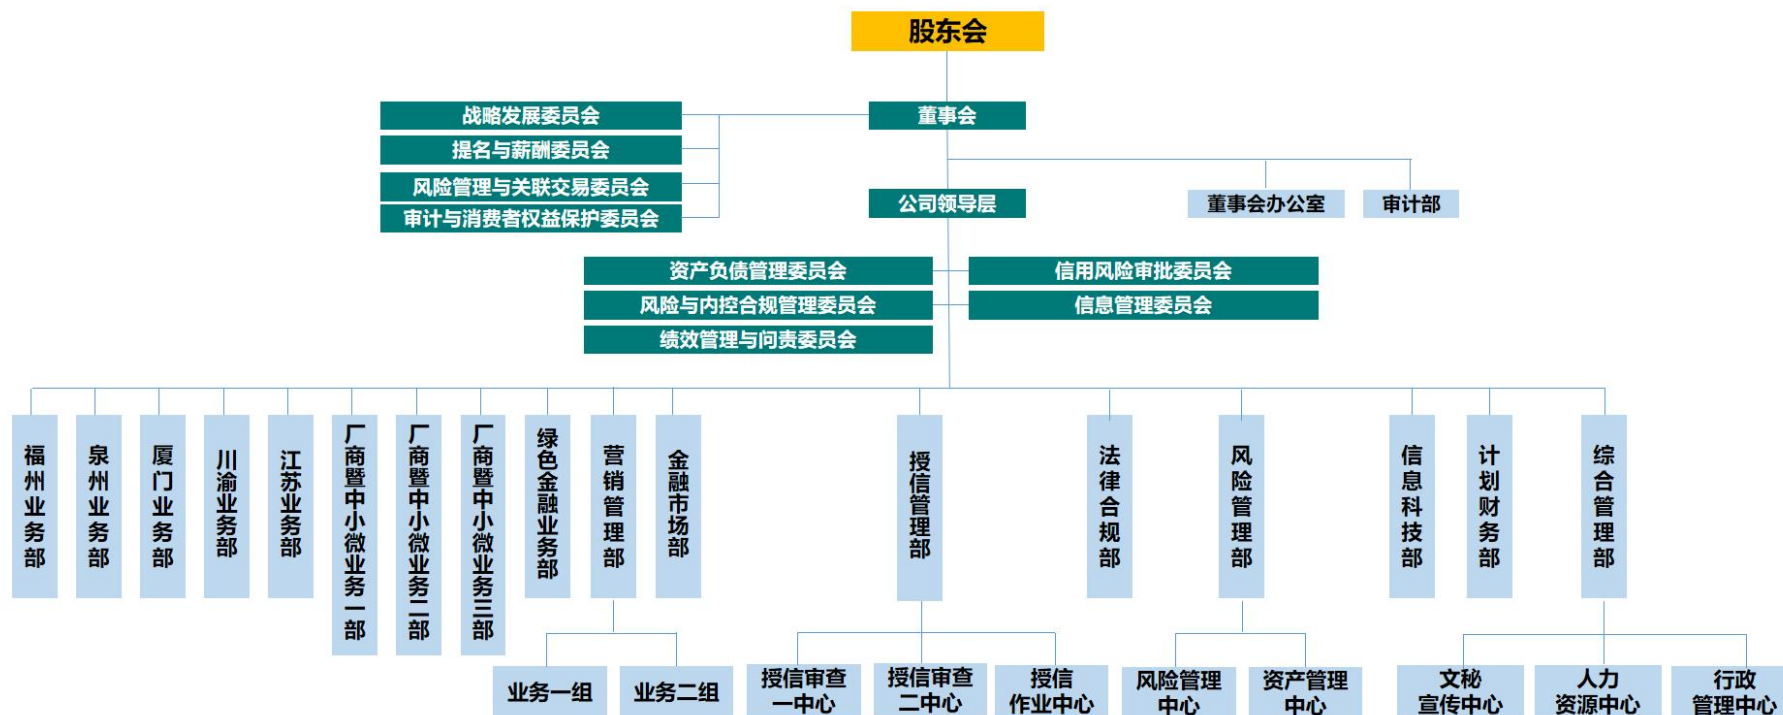 股东会
战略发展委员会
董事会
提名与薪酬委员会
风险管理与关联交易委员会
公司领导层
董事会办公室
审计部
审计与消费者权益保护委员会
资产负债管理委员会
信用风险审批委员会
风险与内控合规管理委员会
信息管理委员会
绩效管理与问责委员会
福州业务部
泉州业务部
厦门业务部
川渝业务部
江苏业务部
厂商暨中小微业务一部
厂商暨中小微业务二部
厂商暨中小微业务三部
绿色金融业务部
营销管理部
金融市场部
授信管理部
法律合规部
风险管理部
信息科技部
计划财务部
综合管理部
业务一组
业务二组
授信审查
一中心
授信审查
二中心
授信
作业中心
风险管理
中心
资产管理
中心
文秘
宣传中心
人力
资源中心
行政
管理中心